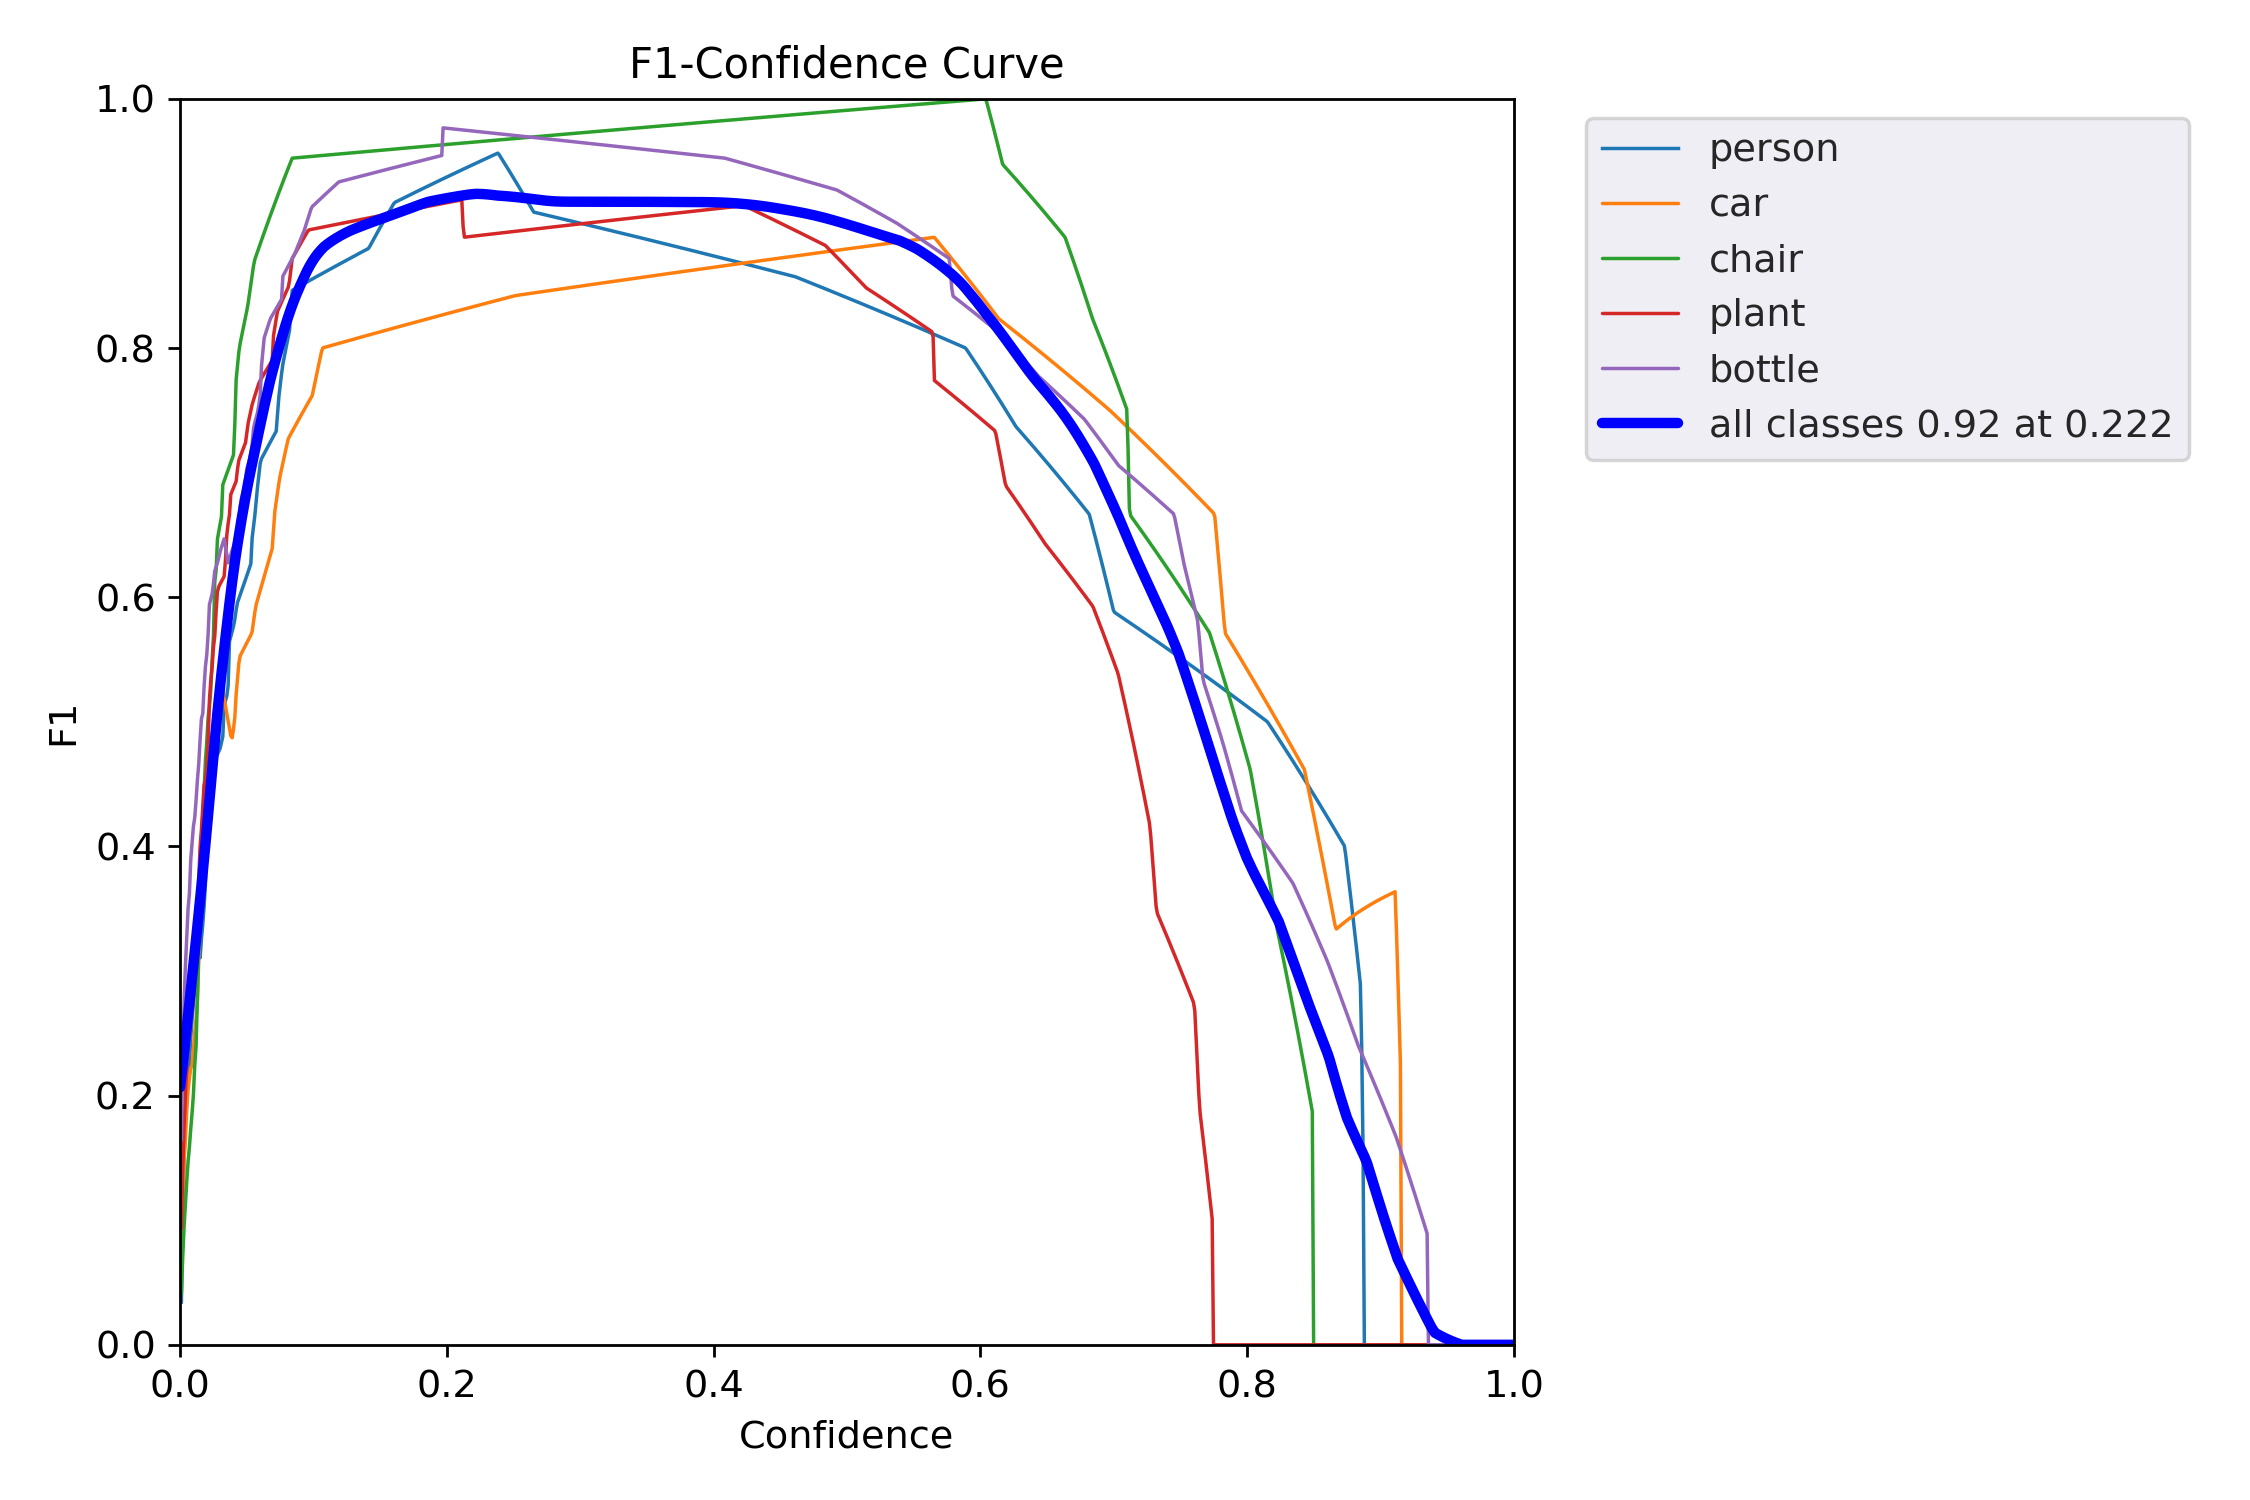 F1-Confidence Curve
1.0
0.8
0.6
0.4
0.2
0.0
F1
0.0 0.2 0.4 0.6 0.8 1.0
Confidence
person
car
chair
plant
bottle
all classes 0.92 at 0.222